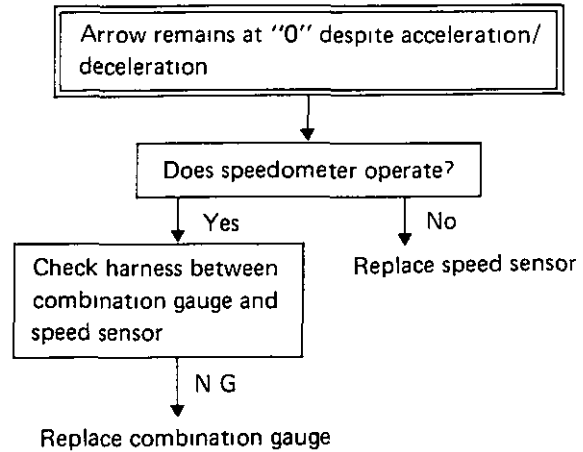 Arrow remains at "0" despite acceleration/
deceleration
Does speedometer operate?
Yes
No
Check harness between
combination gauge and
speed sensor
Replace speed sensor
N G
Replace combination gauge